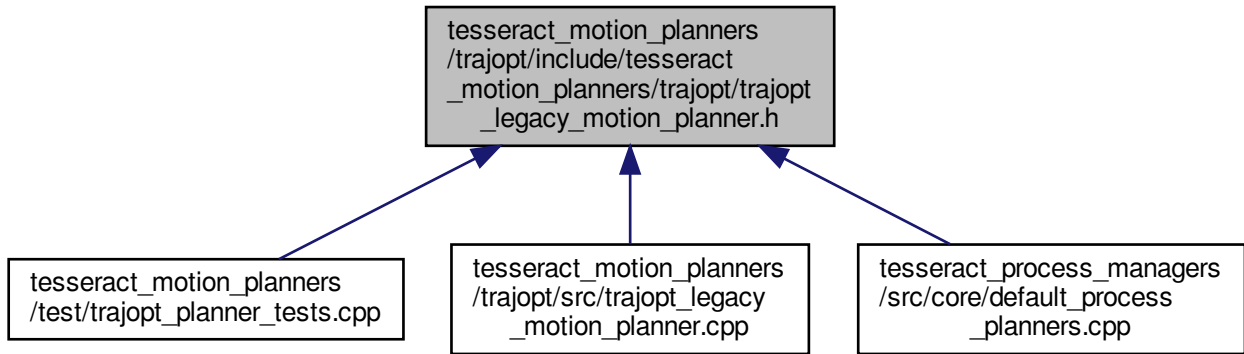 tesseract_motion_planners
/trajopt/include/tesseract
_motion_planners/trajopt/trajopt
_legacy_motion_planner.h
tesseract_motion_planners
/test/trajopt_planner_tests.cpp
tesseract_motion_planners
/trajopt/src/trajopt_legacy
_motion_planner.cpp
tesseract_process_managers
/src/core/default_process
_planners.cpp